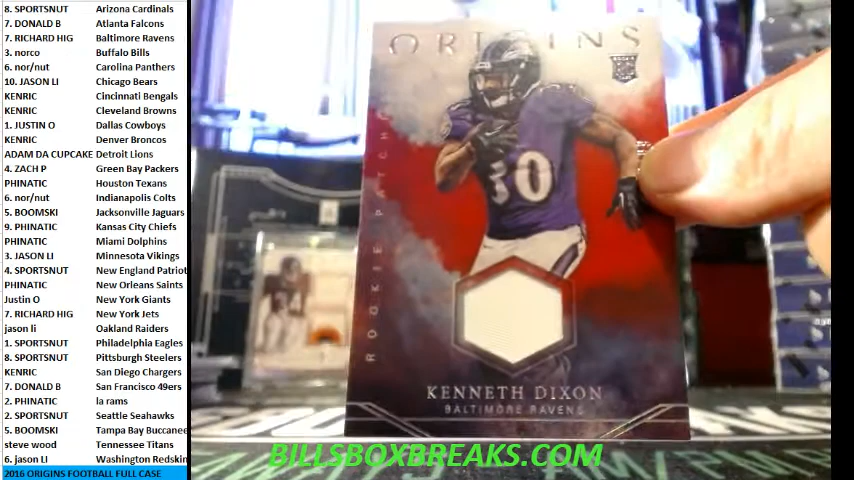 8. SPORTSNUT Arizona Cardinals
7. DONALD B Atlanta Falcons
7. RICHARD HIG Baltimore Ravens
3. norco Buffalo Bills
6. nor/nut Carolina Panthers
10. JASON LI Chicago Bears
KENRIC Cincinnati Bengals
KENRIC Cleveland Browns
1. JUSTIN O Dallas Cowboys
KENRIC Denver Broncos
ADAM DA CUPCAKE Detroit Lions
4. ZACH P Green Bay Packers
PHINATIC Houston Texans
6. nor/nut Indianapolis Colts
5. BOOMSKI Jacksonville Jaguars
9. PHINATIC Kansas City Chiefs
PHINATIC Miami Dolphins
3. JASON LI Minnesota Vikings
4. SPORTSNUT New England Patriot
PHINATIC New Orleans Saints
Justin O New York Giants
7. RICHARD HIG New York Jets
jason li Oakland Raiders
1. SPORTSNUT Philadelphia Eagles
8. SPORTSNUT Pittsburgh Steelers
KENRIC San Diego Chargers
7. DONALD B San Francisco 49ers
2. PHINATIC la rams
2. SPORTSNUT Seattle Seahawks
5. BOOMSKI Tampa Bay Buccanee
steve wood Tennessee Titans
6. jason LI Washington Redskin
2016 ORIGINS FOOTBALL FULL CASE
ORIGINS
30
KENNETH DIXON
BALTIMORE RAVENS
BILLSBOXBREAKS.COM